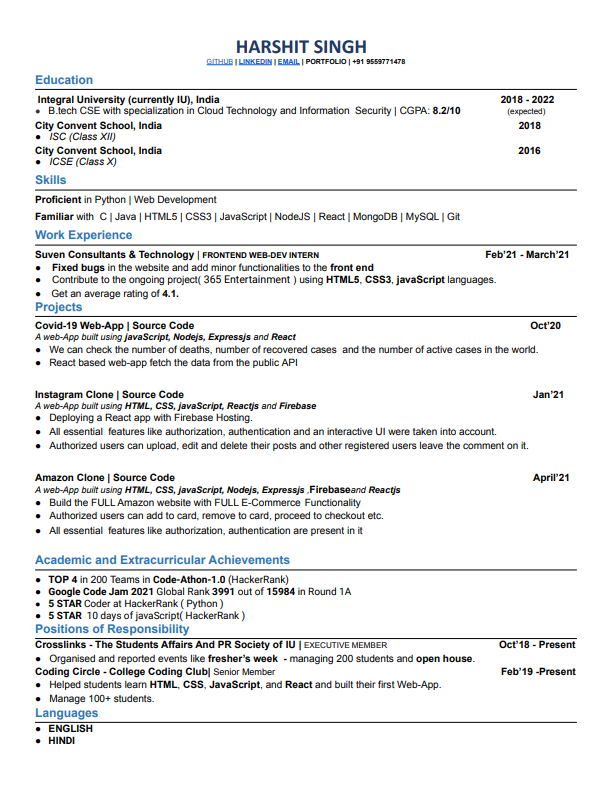 HARSHIT SINGH
GITHUB | LINKEDIN | EMAIL | PORTFOLIO | +91 9559771478
Education
Integral University (currently IU), India 2018 - 2022
● B.tech CSE with specialization in Cloud Technology and Information Security | CGPA: 8.2/10 (expected)
City Convent School, India 2018
● ISC (Class XII)
City Convent School, India 2016
● ICSE (Class X)
Skills
Proficient in Python | Web Development
Familiar with C | Java | HTML5 | CSS3 | JavaScript | NodeJS | React | MongoDB | MySQL | Git
Work Experience
Suven Consultants & Technology | FRONTEND WEB-DEV INTERN Feb'21 - March'21
● Fixed bugs in the website and add minor functionalities to the front end
● Contribute to the ongoing project( 365 Entertainment ) using HTML5, CSS3, javaScript languages.
● Get an average rating of 4.1.
Projects
Covid-19 Web-App | Source Code Oct'20
A web-App built using javaScript, Nodejs, Expressjs and React
● We can check the number of deaths, number of recovered cases and the number of active cases in the world.
● React based web-app fetch the data from the public API
Instagram Clone | Source Code Jan'21
A web-App built using HTML, CSS, javaScript, Reactjs and Firebase
● Deploying a React app with Firebase Hosting.
● All essential features like authorization, authentication and an interactive UI were taken into account.
● Authorized users can upload, edit and delete their posts and other registered users leave the comment on it.
Amazon Clone | Source Code April'21
A web-App built using HTML, CSS, javaScript, Nodejs, Expressjs ,Firebaseand Reactjs
● Build the FULL Amazon website with FULL E-Commerce Functionality
● Authorized users can add to card, remove to card, proceed to checkout etc.
● All essential features like authorization, authentication are present in it
Academic and Extracurricular Achievements
● TOP 4 in 200 Teams in Code-Athon-1.0 (HackerRank)
● Google Code Jam 2021 Global Rank 3991 out of 15984 in Round 1A
● 5 STAR Coder at HackerRank ( Python )
● 5 STAR 10 days of javaScript( HackerRank )
Positions of Responsibility
Crosslinks - The Students Affairs And PR Society of IU | EXECUTIVE MEMBER Oct'18 - Present
● Organised and reported events like fresher's week - managing 200 students and open house.
Coding Circle - College Coding Club| Senior Member Feb'19 -Present
● Helped students learn HTML, CSS, JavaScript, and React and built their first Web-App.
● Manage 100+ students.
Languages
● ENGLISH
● HINDI